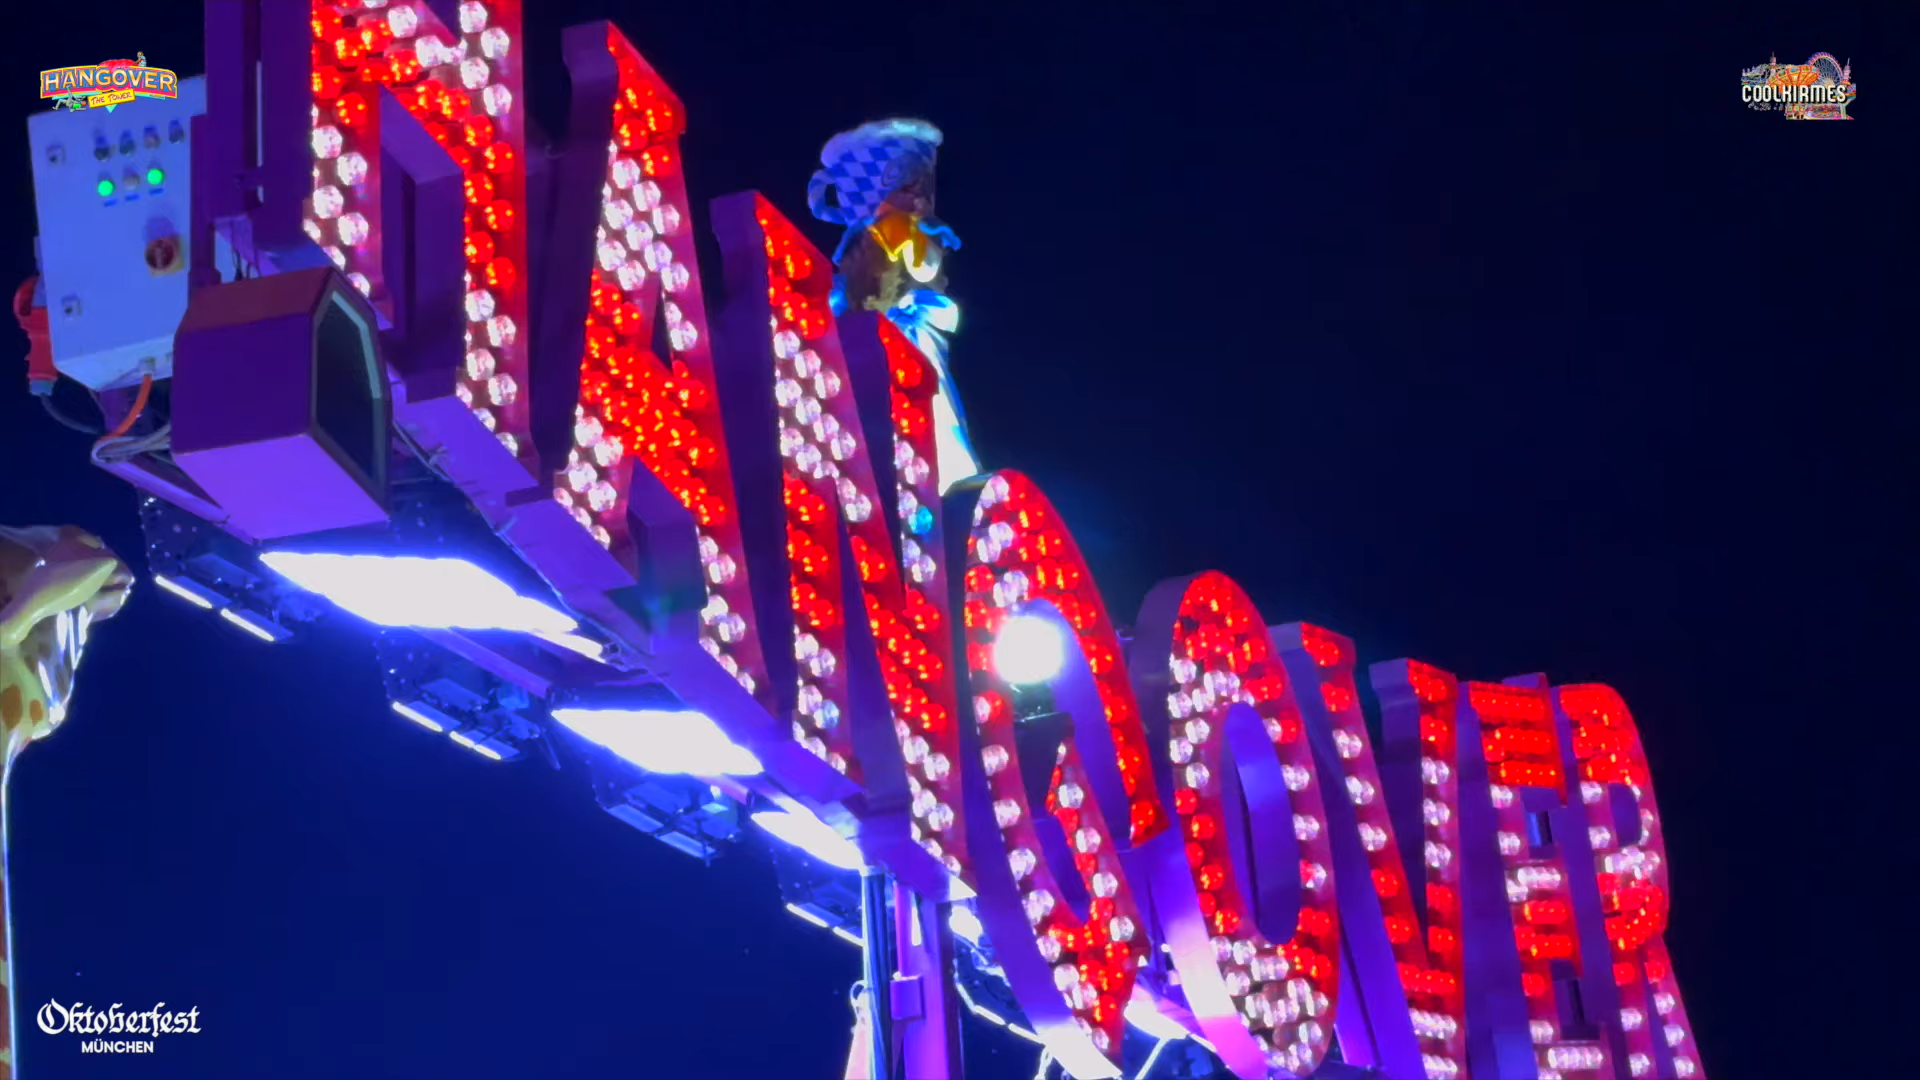 HANGOVER
THE TOWER
COOLKIRMES
HANGOVER
Oktoberfest
MÜNCHEN